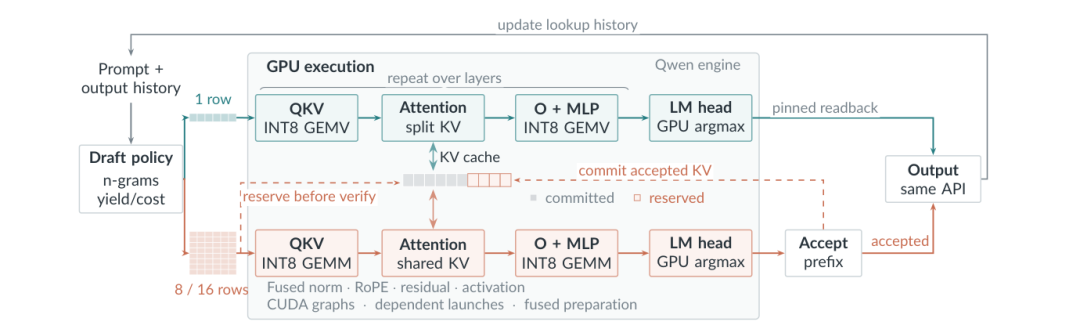 update lookup history
GPU execution
Qwen engine
repeat over layers
Prompt +
output history
1 row
QKV
INT8 GEMV
Attention
split KV
O + MLP
INT8 GEMV
LM head
GPU argmax
pinned readback
Draft policy
n-grams
yield/cost
KV cache
commit accepted KV
Output
same API
reserve before verify
committed
reserved
QKV
INT8 GEMM
Attention
shared KV
O + MLP
INT8 GEMM
LM head
GPU argmax
Accept
prefix
accepted
8 / 16 rows
Fused norm · RoPE · residual · activation
CUDA graphs · dependent launches · fused preparation